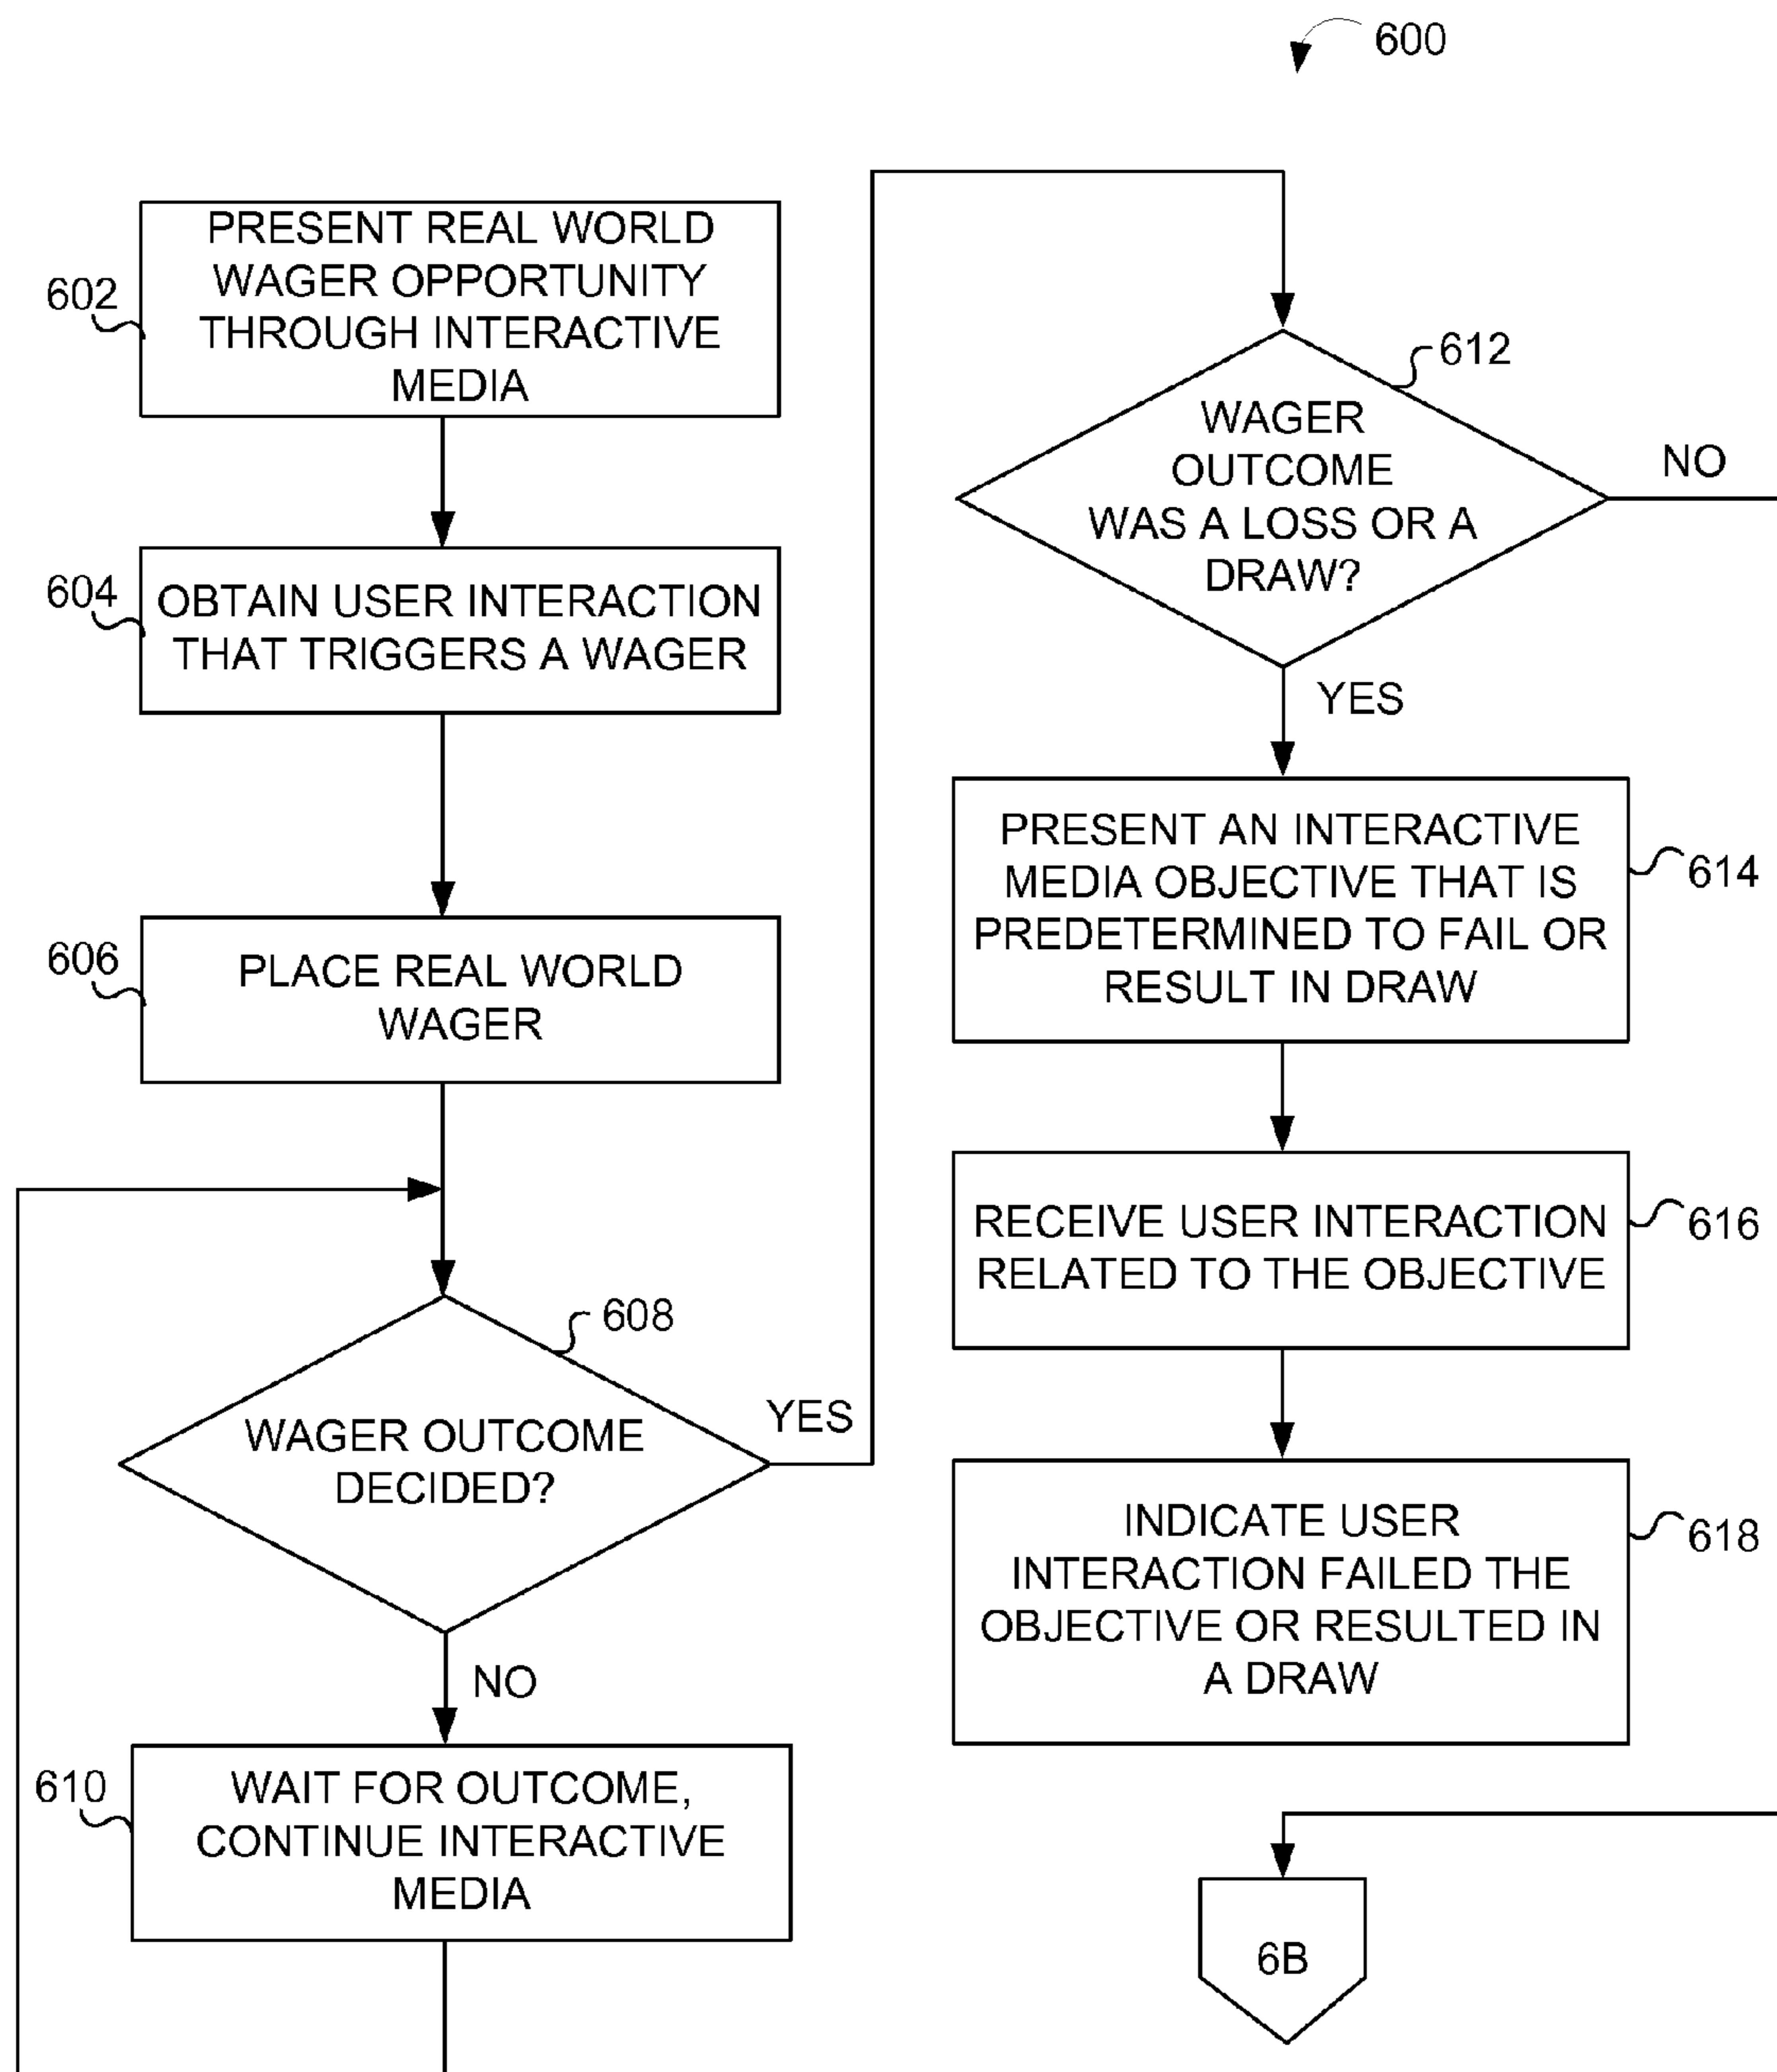 600
602
PRESENT REAL WORLD
WAGER OPPORTUNITY
THROUGH INTERACTIVE
MEDIA
604
OBTAIN USER INTERACTION
THAT TRIGGERS A WAGER
606
PLACE REAL WORLD
WAGER
608
WAGER OUTCOME
DECIDED?
YES
NO
610
WAIT FOR OUTCOME,
CONTINUE INTERACTIVE
MEDIA
612
WAGER
OUTCOME
WAS A LOSS OR A
DRAW?
NO
YES
PRESENT AN INTERACTIVE
MEDIA OBJECTIVE THAT IS
PREDETERMINED TO FAIL OR
RESULT IN DRAW
614
RECEIVE USER INTERACTION
RELATED TO THE OBJECTIVE
616
INDICATE USER
INTERACTION FAILED THE
OBJECTIVE OR RESULTED IN
A DRAW
618
6B